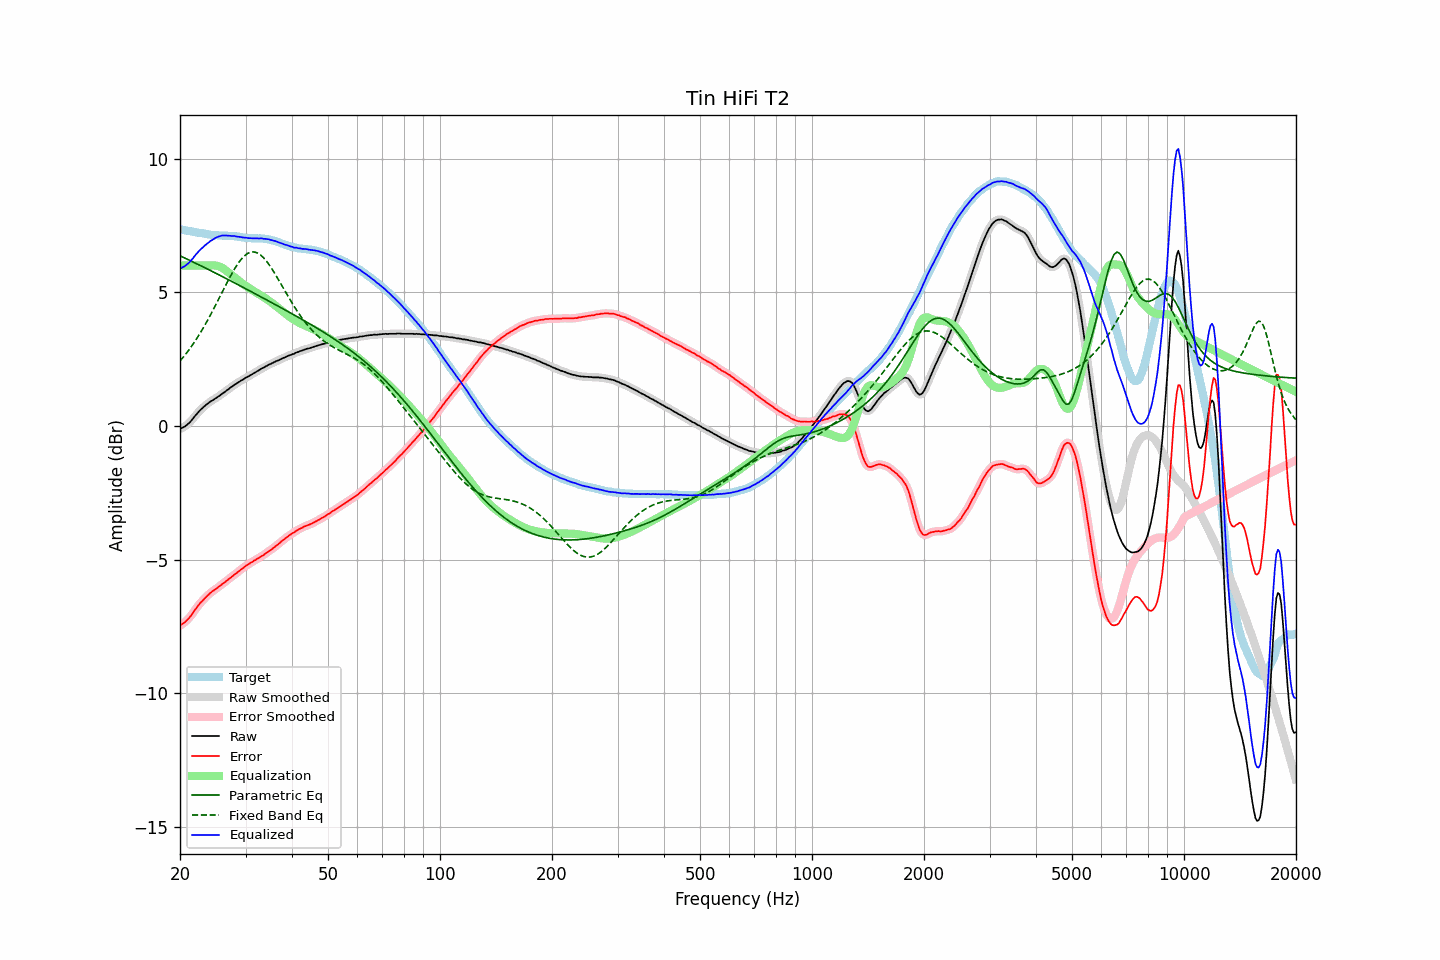 Tin HiFi T2
Amplitude (dBr)
10
5
0
−5
−10
−15
Target
Raw Smoothed
Error Smoothed
Raw
Error
Equalization
Parametric Eq
Fixed Band Eq
Equalized
20 50 100 200 500 1000 2000 5000 10000 20000
Frequency (Hz)